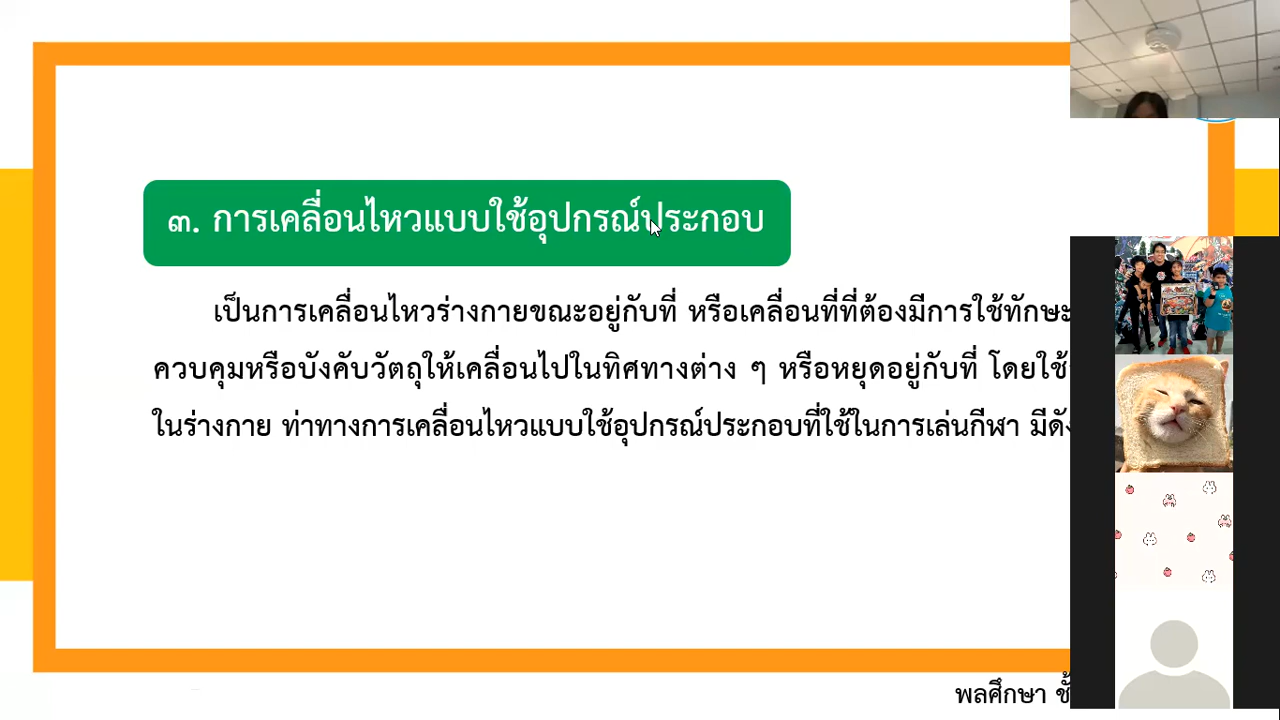 ๓. การเคลื่อนไหวแบบใช้อุปกรณ์ประกอบ
เป็นการเคลื่อนไหวร่างกายขณะอยู่กับที่ หรือเคลื่อนที่ที่ต้องมีการใช้ทักษะ
ควบคุมหรือบังคับวัตถุให้เคลื่อนไปในทิศทางต่าง ๆ หรือหยุดอยู่กับที่ โดยใช้
ในร่างกาย ท่าทางการเคลื่อนไหวแบบใช้อุปกรณ์ประกอบที่ใช้ในการเล่นกีฬา
พลศึกษา